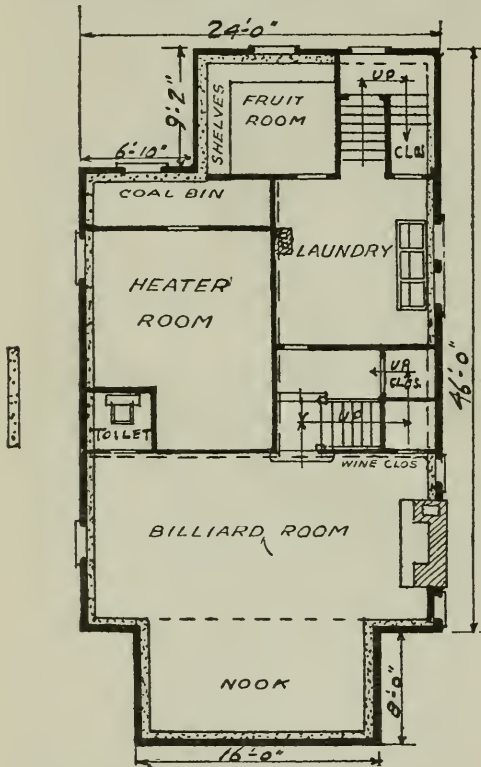 24'-0"
9'-2"
6'-10"
SHELVES
FRUIT
ROOM
UP
CLOS
COAL BIN
LAUNDRY
HEATER
ROOM
46'-0"
UP
CLOS.
UP
TOILET
WINE CLOS
BILLIARD ROOM
NOOK
8'-0"
16'-0"